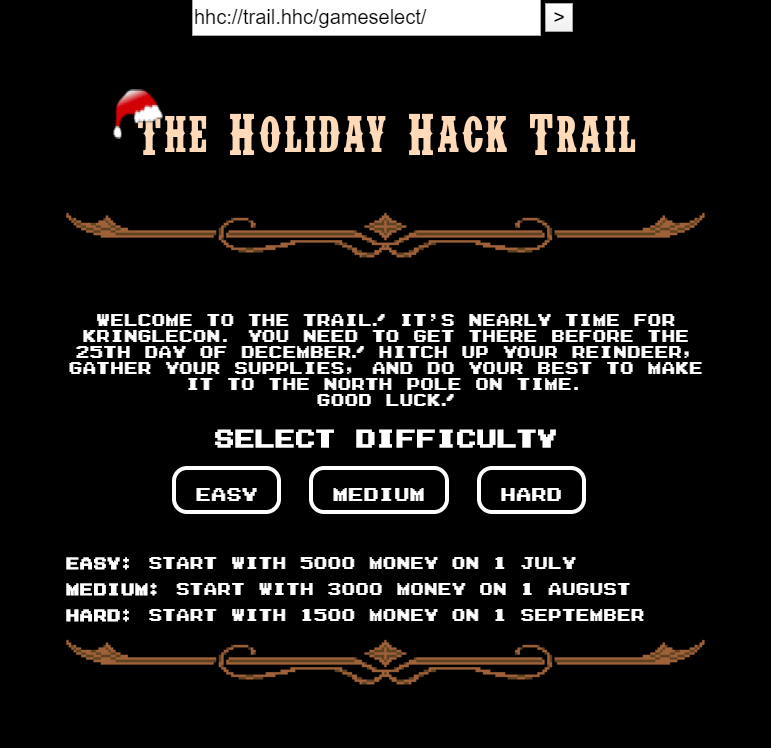 hhc://trail.hhc/gameselect/ >
THE HOLIDAY HACK TRAIL
WELCOME TO THE TRAIL! IT'S NEARLY TIME FOR
KRINGLECON. YOU NEED TO GET THERE BEFORE THE
25TH DAY OF DECEMBER! HITCH UP YOUR REINDEER,
GATHER YOUR SUPPLIES, AND DO YOUR BEST TO MAKE
IT TO THE NORTH POLE ON TIME.
GOOD LUCK!
SELECT DIFFICULTY
EASY MEDIUM HARD
EASY: START WITH 5000 MONEY ON 1 JULY
MEDIUM: START WITH 3000 MONEY ON 1 AUGUST
HARD: START WITH 1500 MONEY ON 1 SEPTEMBER